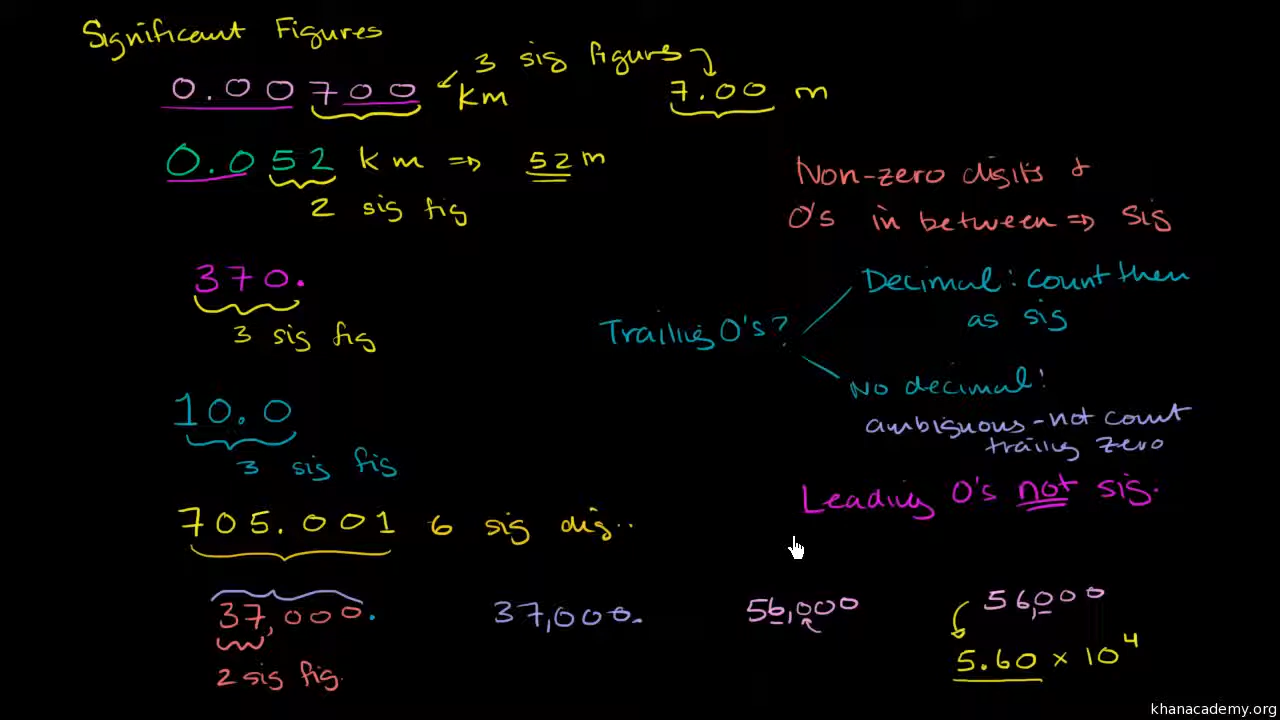 Significant Figures
3 sig figures
0.00700 km
7.00 m
0.052 km => 52 m
2 sig fig
Non-zero digits &
0's in between => sig
370.
3 sig fig
Trailing 0's?
Decimal: Count them
as sig
No decimal:
ambiguous - not count
trailing zero
10.0
3 sig fig
Leading 0's not sig.
705.001 6 sig dig..
37,000.
2 sig fig.
37,000.
56,000
56,000
5.60 × 10^4
khanacademy.org